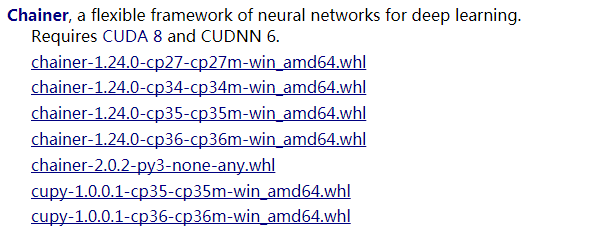 Chainer, a flexible framework of neural networks for deep learning.
Requires CUDA 8 and CUDNN 6.
chainer-1.24.0-cp27-cp27m-win_amd64.whl
chainer-1.24.0-cp34-cp34m-win_amd64.whl
chainer-1.24.0-cp35-cp35m-win_amd64.whl
chainer-1.24.0-cp36-cp36m-win_amd64.whl
chainer-2.0.2-py3-none-any.whl
cupy-1.0.0.1-cp35-cp35m-win_amd64.whl
cupy-1.0.0.1-cp36-cp36m-win_amd64.whl